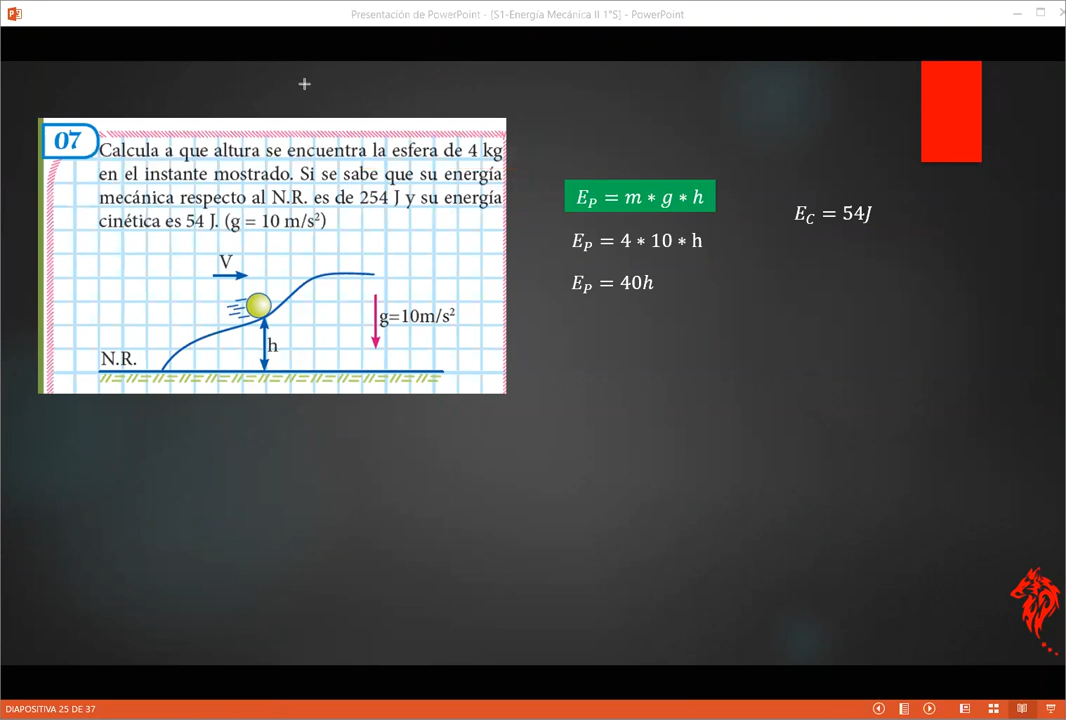 Presentación de PowerPoint - [S1-Energía Mecánica II 1°S] - PowerPoint
07
Calcula a que altura se encuentra la esfera de 4 kg
en el instante mostrado. Si se sabe que su energía
mecánica respecto al N.R. es de 254 J y su energía
cinética es 54 J. (g = 10 m/s²)
V
g=10m/s²
h
N.R.
E_P = m * g * h
E_P = 4 * 10 * h
E_P = 40h
E_C = 54J
DIAPOSITIVA 25 DE 37